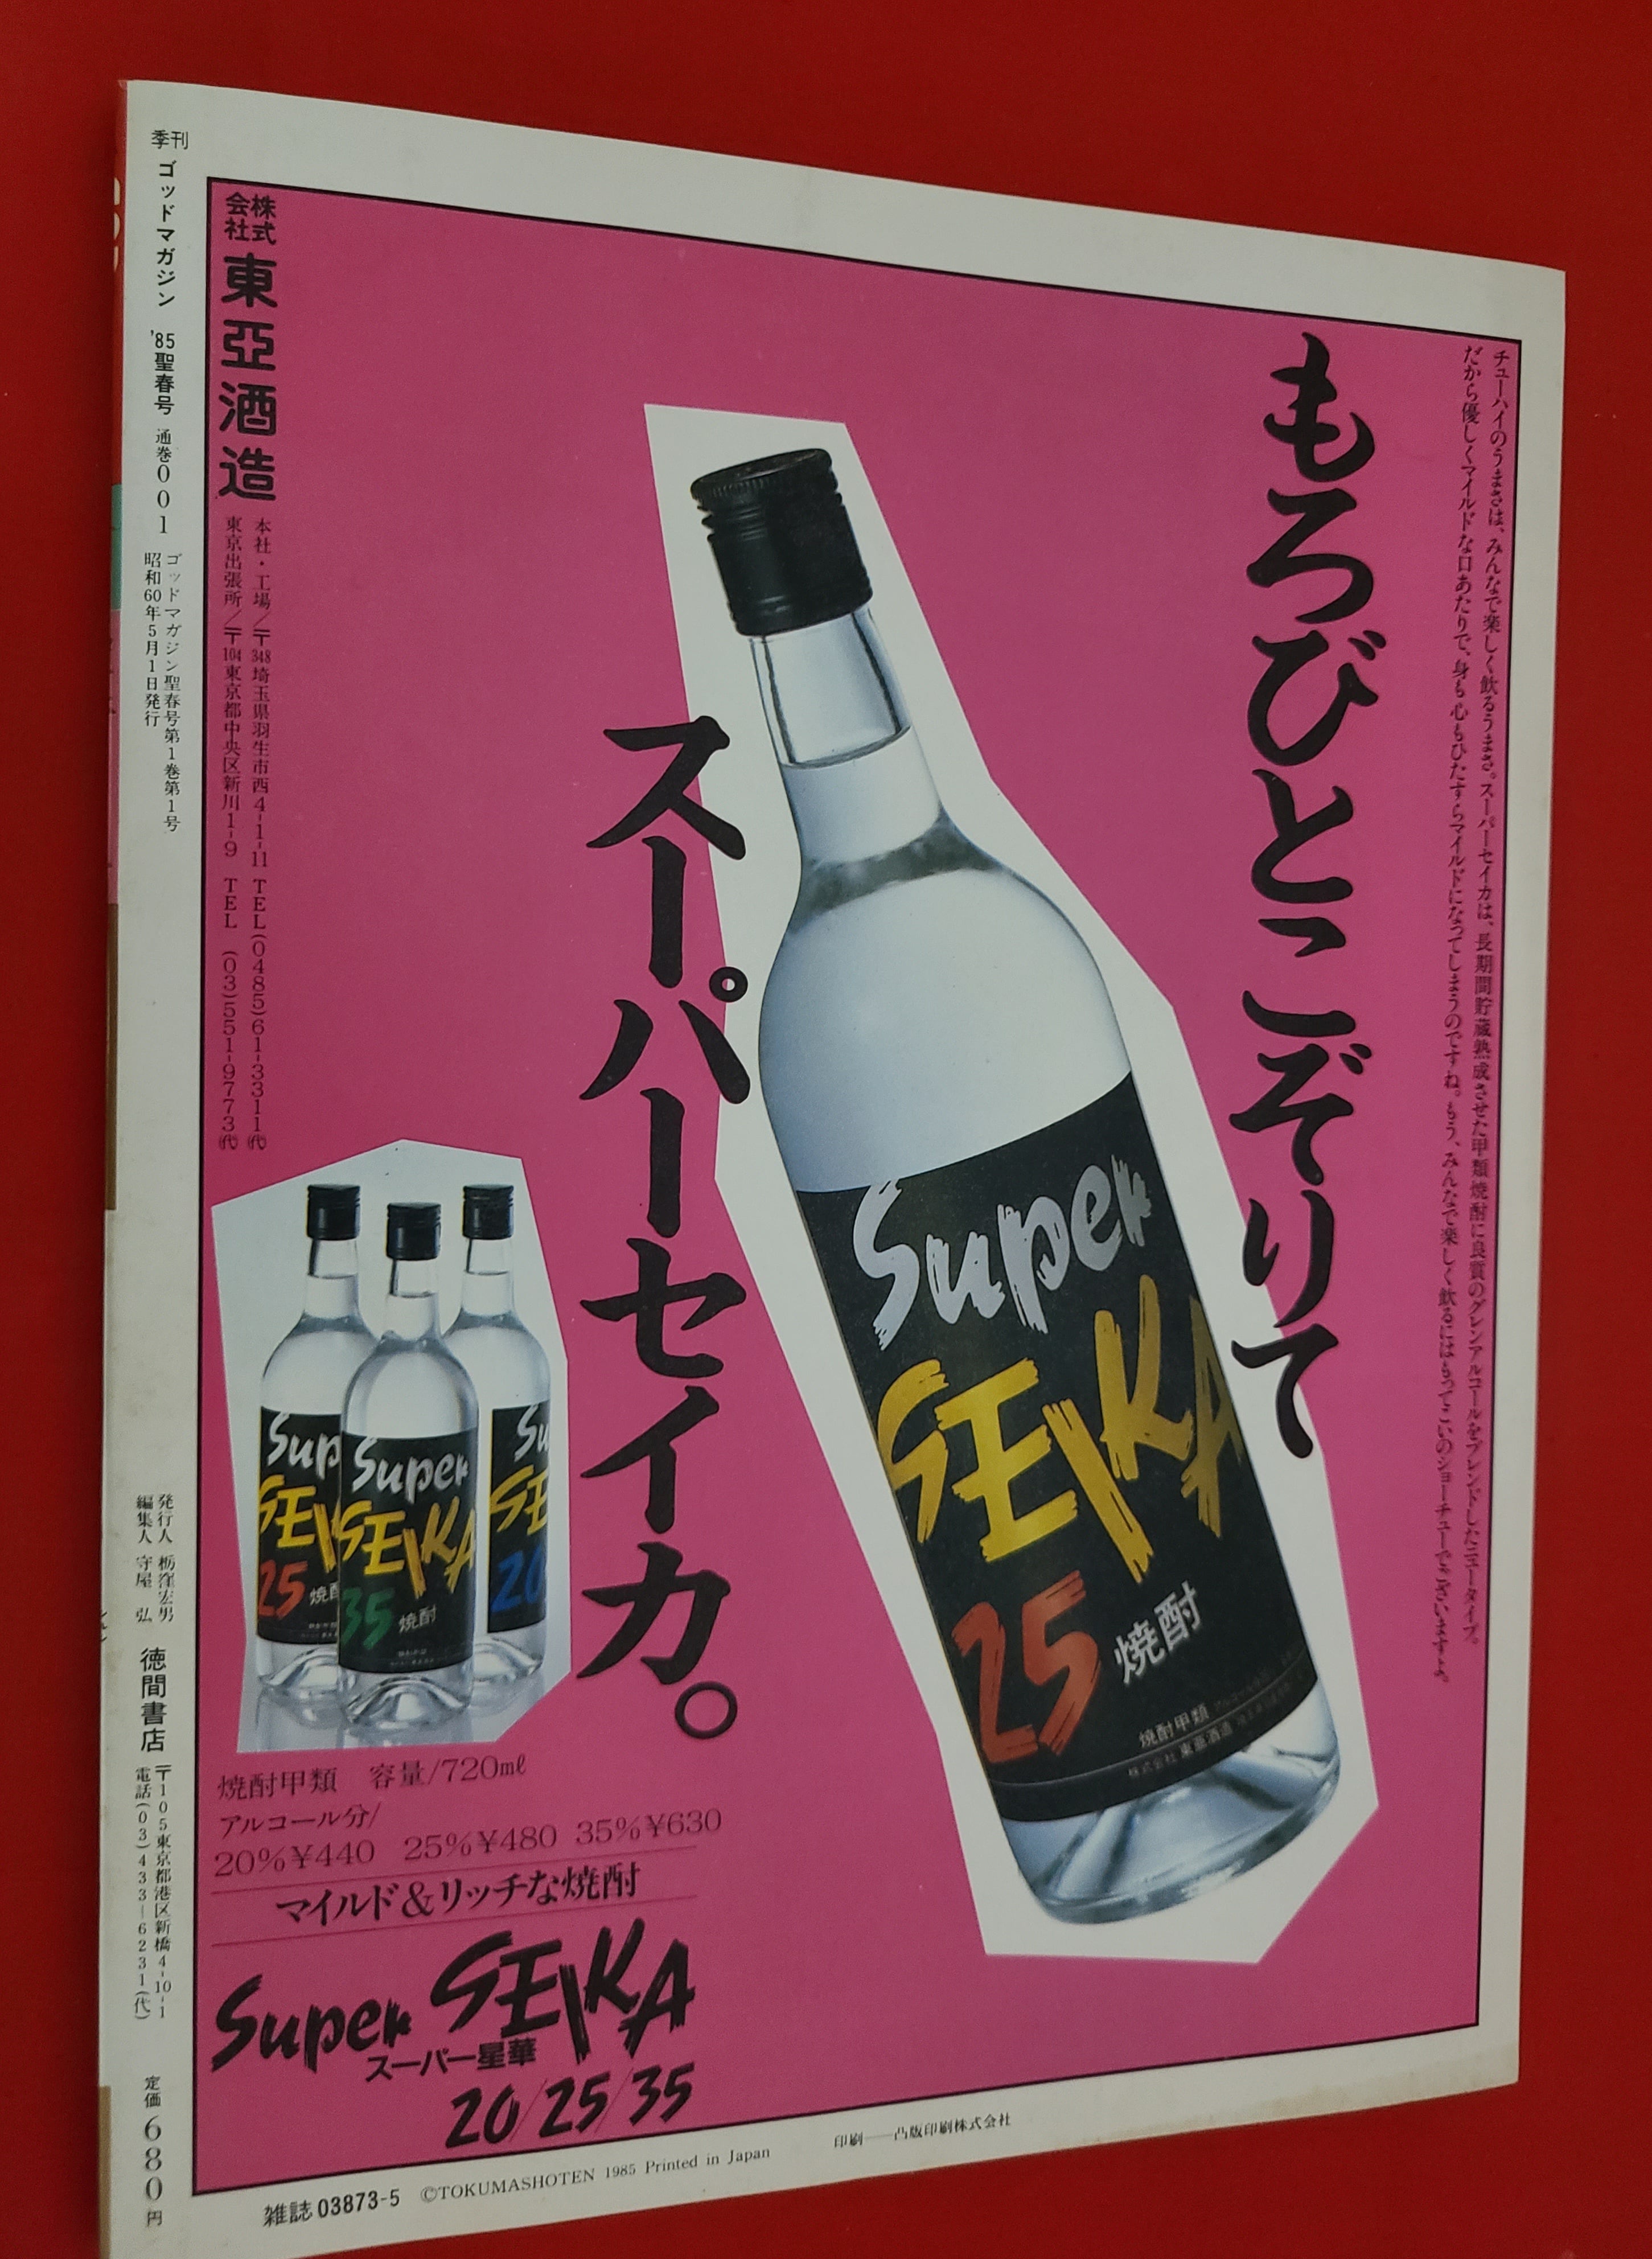 チューハイのうまさは、みんなで楽しく飲るうまさ。スーパーセイカは、長期間貯蔵熟成させた甲類焼酎に良質のグレンアルコールをブレンドしたニュータイプ。
だから優しくマイルドな口あたりで、身も心もひたすらマイルドになってしまうのですね。もう、みんなで楽しく飲るにはもってこいのショーチューでございますよ。
もろびとこぞりて
スーパーセイカ。
Super
SEIKA
25
焼酎
焼酎甲類
株式会社 東亜酒造
株式会社
東亞酒造
本社・工場/〒348埼玉県羽生市西4-1-11 TEL(0485)61-3311(代)
東京出張所/〒104東京都中央区新川1-9 TEL (03)551-9773(代)
Sup
SEI
25 焼
Super
SEIKA
35 焼酎
Su
SE
20
焼酎甲類 容量/720mℓ
アルコール分/
20%¥440 25%¥480 35%¥630
マイルド&リッチな焼酎
Super SEIKA
スーパー星華
20/25/35
季刊 ゴッドマガジン '85聖春号 通巻001
ゴッドマガジン聖春号第1巻第1号
昭和60年5月1日発行
発行人 栃窪宏男
編集人 守屋 弘
徳間書店
〒105東京都港区新橋4-10-1
電話(03)433-6231(代)
定価680円
雑誌 03873-5 ©TOKUMASHOTEN 1985 Printed in Japan 印刷——凸版印刷株式会社